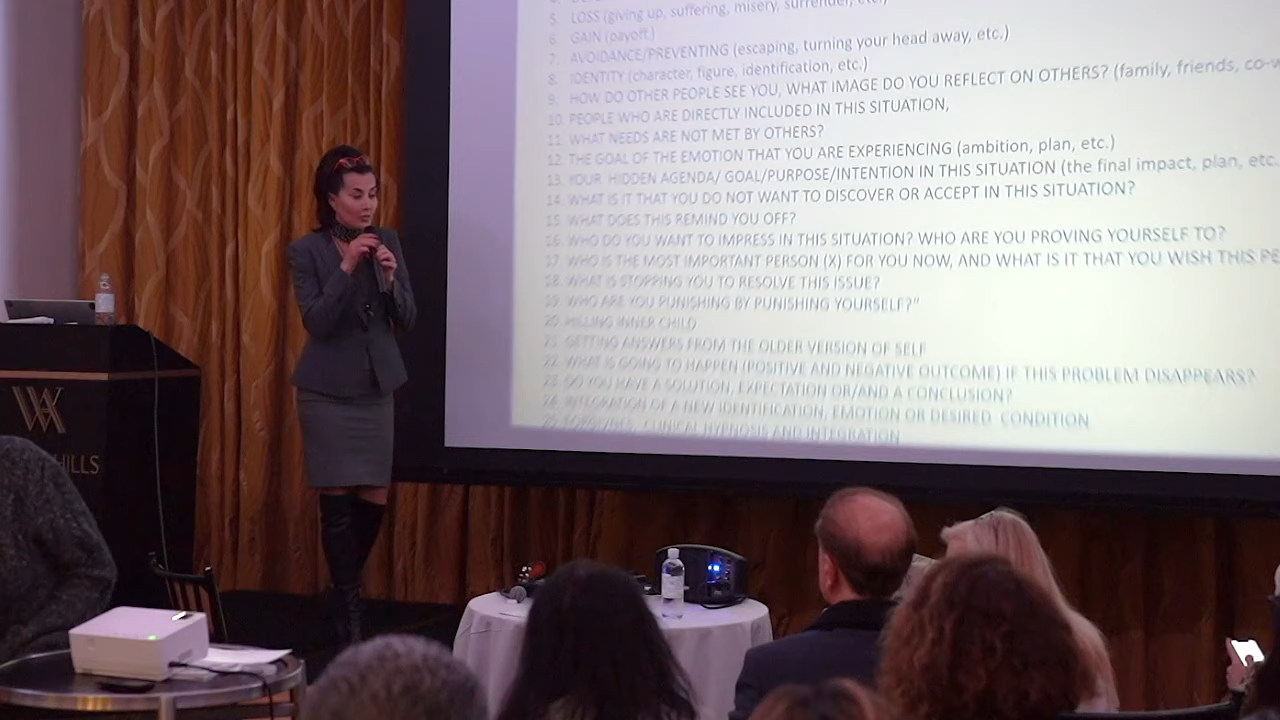 5. LOSS (giving up, suffering, misery, surrender, etc.)
6. GAIN (payoff.)
7. AVOIDANCE/PREVENTING (escaping, turning your head away, etc.)
8. IDENTITY (character, figure, identification, etc.)
9. HOW DO OTHER PEOPLE SEE YOU, WHAT IMAGE DO YOU REFLECT ON OTHERS? (family, friends, co-w
10. PEOPLE WHO ARE DIRECTLY INCLUDED IN THIS SITUATION,
11. WHAT NEEDS ARE NOT MET BY OTHERS?
12. THE GOAL OF THE EMOTION THAT YOU ARE EXPERIENCING (ambition, plan, etc.)
13. YOUR HIDDEN AGENDA/ GOAL/PURPOSE/INTENTION IN THIS SITUATION (the final impact, plan, etc.
14. WHAT IS IT THAT YOU DO NOT WANT TO DISCOVER OR ACCEPT IN THIS SITUATION?
15. WHAT DOES THIS REMIND YOU OFF?
16. WHO DO YOU WANT TO IMPRESS IN THIS SITUATION? WHO ARE YOU PROVING YOURSELF TO?
17. WHO IS THE MOST IMPORTANT PERSON (X) FOR YOU NOW, AND WHAT IS IT THAT YOU WISH THIS PE
18. WHAT IS STOPPING YOU TO RESOLVE THIS ISSUE?
19. WHO ARE YOU PUNISHING BY PUNISHING YOURSELF?"
20. HILLING INNER CHILD
21. GETTING ANSWERS FROM THE OLDER VERSION OF SELF
22. WHAT IS GOING TO HAPPEN (POSITIVE AND NEGATIVE OUTCOME) IF THIS PROBLEM DISAPPEARS?
23. DO YOU HAVE A SOLUTION, EXPECTATION OR/AND A CONCLUSION?
24. INTEGRATION OF A NEW IDENTIFICATION, EMOTION OR DESIRED CONDITION
25. CLINICAL HYPNOSIS AND INTEGRATION
WA
HILLS